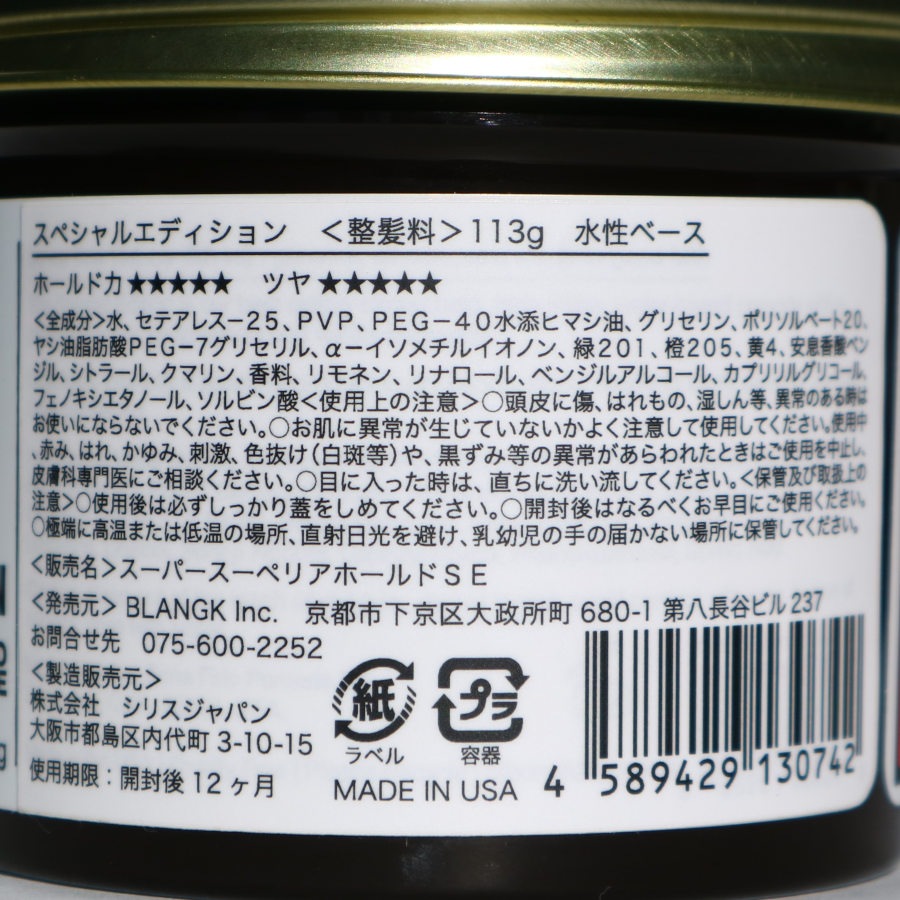 スペシャルエディション ＜整髪料＞113g 水性ベース
ホールド力★★★★★ ツヤ★★★★★
＜全成分＞水、セテアレス－25、PVP、PEG－40水添ヒマシ油、グリセリン、ポリソルベート20、
ヤシ油脂肪酸PEG－7グリセリル、α－イソメチルイオノン、緑201、橙205、黄4、安息香酸ベン
ジル、シトラール、クマリン、香料、リモネン、リナロール、ベンジルアルコール、カプリリルグリコール、
フェノキシエタノール、ソルビン酸＜使用上の注意＞○頭皮に傷、はれもの、湿しん等、異常のある時は
お使いにならないでください。○お肌に異常が生じていないかよく注意して使用してください。使用中
、赤み、はれ、かゆみ、刺激、色抜け（白斑等）や、黒ずみ等の異常があらわれたときはご使用を中止し、
皮膚科専門医にご相談ください。○目に入った時は、直ちに洗い流してください。＜保管及び取扱上の
注意＞○使用後は必ずしっかり蓋をしめてください。○開封後はなるべくお早目にご使用ください。
○極端に高温または低温の場所、直射日光を避け、乳幼児の手の届かない場所に保管してください。
＜販売名＞スーパースーペリアホールドSE
＜発売元＞ BLANGK Inc. 京都市下京区大政所町 680-1 第八長谷ビル 237
お問合せ先 075-600-2252
＜製造販売元＞
株式会社 シリスジャパン
大阪市都島区内代町 3-10-15
使用期限：開封後 12 ヶ月
紙
ラベル
プラ
容器
MADE IN USA
4 589429 130742